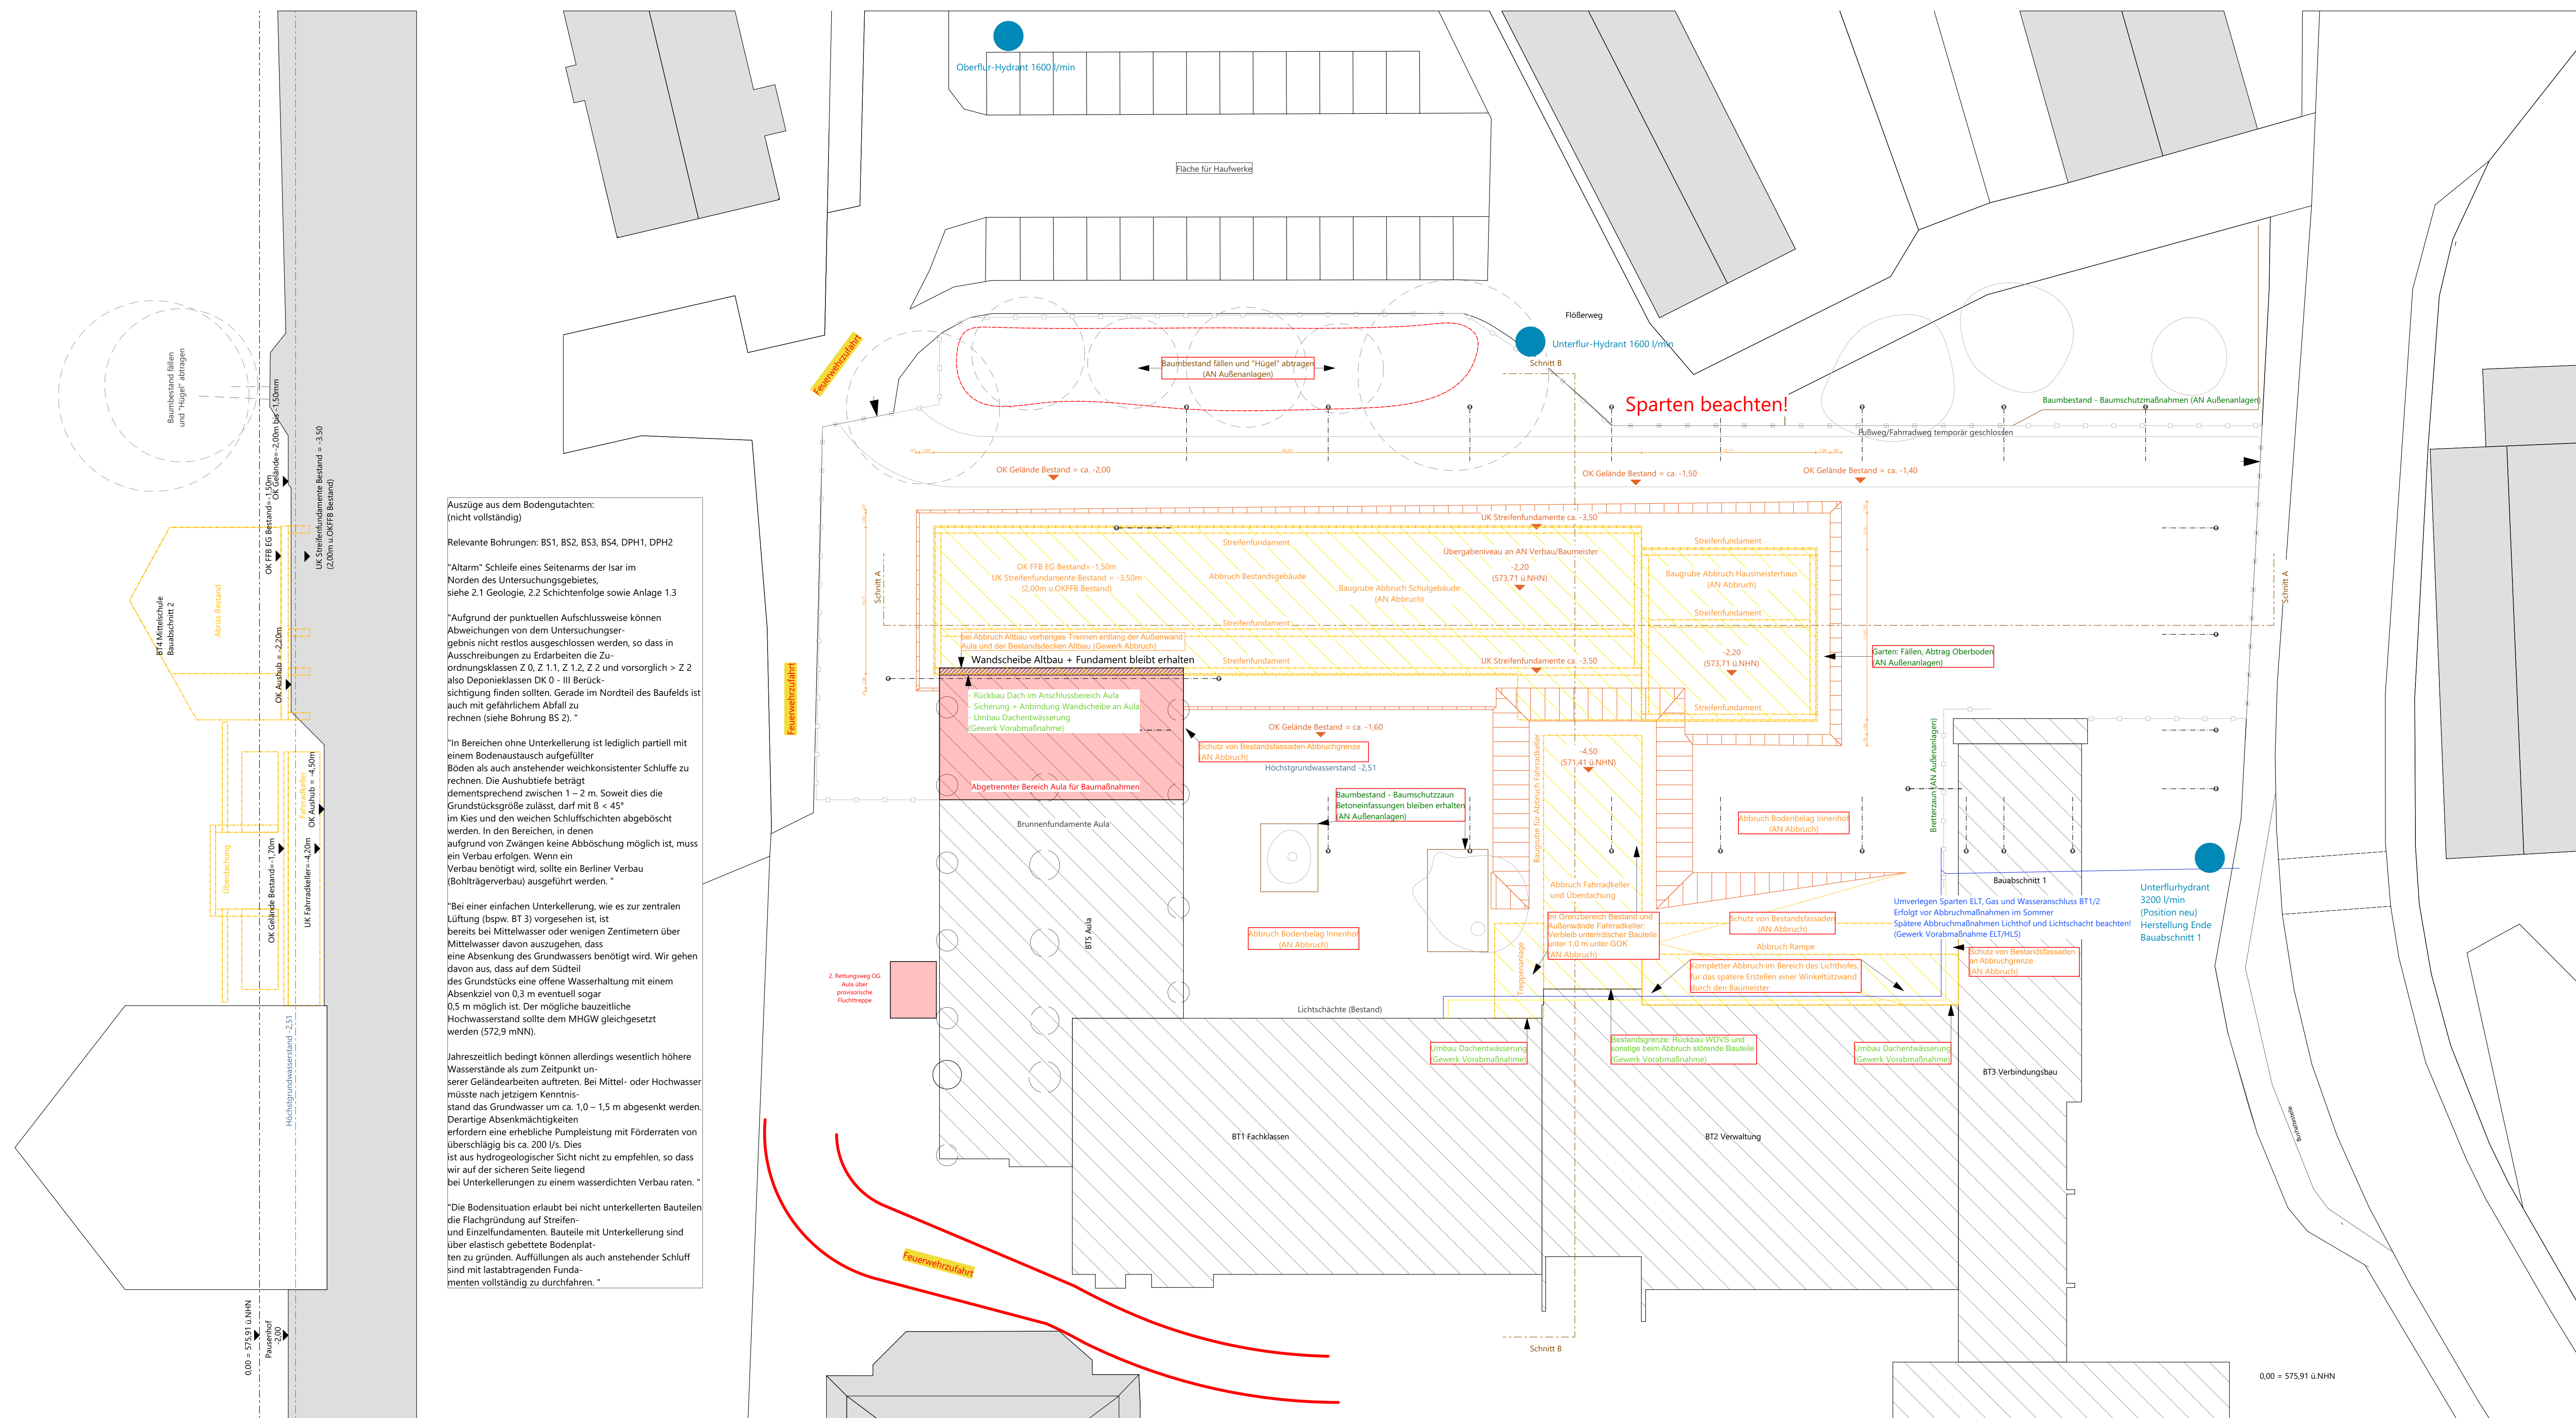 Oberflur-Hydrant 1600 l/min
Fläche für Haufwerke
Flößerweg
Unterflur-Hydrant 1600 l/min
Schnitt B
Feuerwehrzufahrt
Baumbestand fällen und "Hügel" abtragen
(AN Außenanlagen)
Sparten beachten!
Baumbestand - Baumschutzmaßnahmen (AN Außenanlagen)
Fußweg/Fahrradweg temporär geschlossen
OK Gelände Bestand = ca. -2,00
OK Gelände Bestand = ca. -1,50
OK Gelände Bestand = ca. -1,40
Baumbestand fällen
und "Hügel" abtragen
OK Gelände=-2,00m bis -1,50mm
OK FFB EG Bestand=-1,50m
UK Streifenfundamente Bestand = -3.50
(2,00m u.OKFFB Bestand)
BT4 Mittelschule
Bauabschnitt 2
Abriss Bestand
OK Aushub = -2,20m
Fahrradkeller
OK Aushub = -4,50m
Überdachung
OK Gelände Bestand=-1,70m
UK Fahrradkeller=-4,20m
Höchstgrundwasserstand -2,51
0,00 = 575,91 ü.NHN
Pausenhof
-2,00
Auszüge aus dem Bodengutachten:
(nicht vollständig)
Relevante Bohrungen: BS1, BS2, BS3, BS4, DPH1, DPH2
"Altarm" Schleife eines Seitenarms der Isar im
Norden des Untersuchungsgebietes,
siehe 2.1 Geologie, 2.2 Schichtenfolge sowie Anlage 1.3
"Aufgrund der punktuellen Aufschlussweise können
Abweichungen von dem Untersuchungser-
gebnis nicht restlos ausgeschlossen werden, so dass in
Ausschreibungen zu Erdarbeiten die Zu-
ordnungsklassen Z 0, Z 1.1, Z 1.2, Z 2 und vorsorglich > Z 2
also Deponieklassen DK 0 - III Berück-
sichtigung finden sollten. Gerade im Nordteil des Baufelds ist
auch mit gefährlichem Abfall zu
rechnen (siehe Bohrung BS 2). "
"In Bereichen ohne Unterkellerung ist lediglich partiell mit
einem Bodenaustausch aufgefüllter
Böden als auch anstehender weichkonsistenter Schluffe zu
rechnen. Die Aushubtiefe beträgt
dementsprechend zwischen 1 – 2 m. Soweit dies die
Grundstücksgröße zulässt, darf mit ß < 45°
im Kies und den weichen Schluffschichten abgeböscht
werden. In den Bereichen, in denen
aufgrund von Zwängen keine Abböschung möglich ist, muss
ein Verbau erfolgen. Wenn ein
Verbau benötigt wird, sollte ein Berliner Verbau
(Bohlträgerverbau) ausgeführt werden. "
"Bei einer einfachen Unterkellerung, wie es zur zentralen
Lüftung (bspw. BT 3) vorgesehen ist, ist
bereits bei Mittelwasser oder wenigen Zentimetern über
Mittelwasser davon auszugehen, dass
eine Absenkung des Grundwassers benötigt wird. Wir gehen
davon aus, dass auf dem Südteil
des Grundstücks eine offene Wasserhaltung mit einem
Absenkziel von 0,3 m eventuell sogar
0,5 m möglich ist. Der mögliche bauzeitliche
Hochwasserstand sollte dem MHGW gleichgesetzt
werden (572,9 mNN).
Jahreszeitlich bedingt können allerdings wesentlich höhere
Wasserstände als zum Zeitpunkt un-
serer Geländearbeiten auftreten. Bei Mittel- oder Hochwasser
müsste nach jetzigem Kenntnis-
stand das Grundwasser um ca. 1,0 – 1,5 m abgesenkt werden.
Derartige Absenkmächtigkeiten
erfordern eine erhebliche Pumpleistung mit Förderraten von
überschlägig bis ca. 200 l/s. Dies
ist aus hydrogeologischer Sicht nicht zu empfehlen, so dass
wir auf der sicheren Seite liegend
bei Unterkellerungen zu einem wasserdichten Verbau raten. "
"Die Bodensituation erlaubt bei nicht unterkellerten Bauteilen
die Flachgründung auf Streifen-
und Einzelfundamenten. Bauteile mit Unterkellerung sind
über elastisch gebettete Bodenplat-
ten zu gründen. Auffüllungen als auch anstehender Schluff
sind mit lastabtragenden Funda-
menten vollständig zu durchfahren. "
UK Streifenfundamente ca. -3,50
Streifenfundament
Streifenfundament
Übergabeniveau an AN Verbau/Baumeister
-2,20
(573,71 ü.NHN)
OK FFB EG Bestand=-1,50m
UK Streifenfundamente Bestand = -3,50m
(2,00m u.OKFFB Bestand)
Abbruch Bestandsgebäude
Baugrube Abbruch Schulgebäude
(AN Abbruch)
Baugrube Abbruch Hausmeisterhaus
(AN Abbruch)
Schnitt A
Schnitt A
Streifenfundament
Streifenfundament
bei Abbruch Altbau vorheriges Trennen entlang der Außenwand
Aula und der Bestandsdecken Altbau (Gewerk Abbruch)
Wandscheibe Altbau + Fundament bleibt erhalten
Streifenfundament
UK Streifenfundamente ca. -3,50
-2,20
(573,71 ü.NHN)
Garten: Fällen, Abtrag Oberboden
(AN Außenanlagen)
Feuerwehrzufahrt
- Rückbau Dach im Anschlussbereich Aula
- Sicherung + Anbindung Wandscheibe an Aula
- Umbau Dachentwässerung
(Gewerk Vorabmaßnahme)
Streifenfundament
OK Gelände Bestand = ca. -1,60
Schutz von Bestandsfassaden Abbruchgrenze
(AN Abbruch)
Höchstgrundwasserstand -2,51
-4,50
(571,41 ü.NHN)
Baugrube für Abbruch Fahrradkeller
Bretterzaun (AN Außenanlagen)
Abgetrennter Bereich Aula für Baumaßnahmen
Baumbestand - Baumschutzzaun
Betoneinfassungen bleiben erhalten
(AN Außenanlagen)
Brunnenfundamente Aula
Abbruch Bodenbelag Innenhof
(AN Abbruch)
Abbruch Fahrradkeller
und Überdachung
Bauabschnitt 1
Unterflurhydrant
3200 l/min
(Position neu)
Herstellung Ende
Bauabschnitt 1
Umverlegen Sparten ELT, Gas und Wasseranschluss BT1/2
Erfolgt vor Abbruchmaßnahmen im Sommer
Spätere Abbruchmaßnahmen Lichthof und Lichtschacht beachten!
(Gewerk Vorabmaßnahme ELT/HLS)
Im Grenzbereich Bestand und
Außenwände Fahrradkeller:
Verbleib unterirdischer Bauteile
unter 1,0 m unter GOK
(AN Abbruch)
Schutz von Bestandsfassaden
(AN Abbruch)
BT5 Aula
Abbruch Bodenbelag Innenhof
(AN Abbruch)
Abbruch Rampe
Schutz von Bestandsfassaden
an Abbruchgrenze
(AN Abbruch)
Treppenanlage
Kompletter Abbruch im Bereich des Lichthofes,
für das spätere Erstellen einer Winkeltützwand
durch den Baumeister
2. Rettungsweg OG
Aula über
provisorische
Fluchttreppe
Lichtschächte (Bestand)
Umbau Dachentwässerung
(Gewerk Vorabmaßnahme)
Bestandsgrenze: Rückbau WDVS und
sonstige beim Abbruch störende Bauteile
(Gewerk Vorabmaßnahme)
Umbau Dachentwässerung
(Gewerk Vorabmaßnahme)
BT3 Verbindungsbau
BT1 Fachklassen
BT2 Verwaltung
Bushaltestelle
Feuerwehrzufahrt
Schnitt B
0,00 = 575,91 ü.NHN